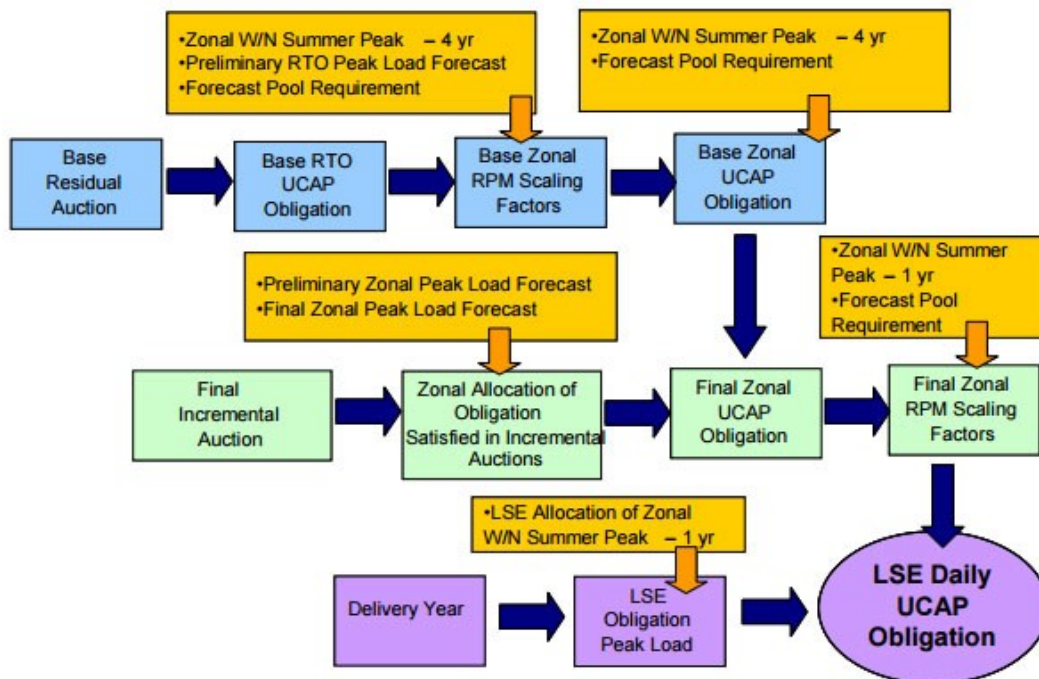 •Zonal W/N Summer Peak – 4 yr
•Preliminary RTO Peak Load Forecast
•Forecast Pool Requirement
•Zonal W/N Summer Peak – 4 yr
•Forecast Pool Requirement
Base
Residual
Auction
Base RTO
UCAP
Obligation
Base Zonal
RPM Scaling
Factors
Base Zonal
UCAP
Obligation
•Preliminary Zonal Peak Load Forecast
•Final Zonal Peak Load Forecast
•Zonal W/N Summer
Peak – 1 yr
•Forecast Pool
Requirement
Final
Incremental
Auction
Zonal Allocation of
Obligation
Satisfied in Incremental
Auctions
Final Zonal
UCAP
Obligation
Final Zonal
RPM Scaling
Factors
•LSE Allocation of Zonal
W/N Summer Peak – 1 yr
Delivery Year
LSE
Obligation
Peak Load
LSE Daily
UCAP
Obligation